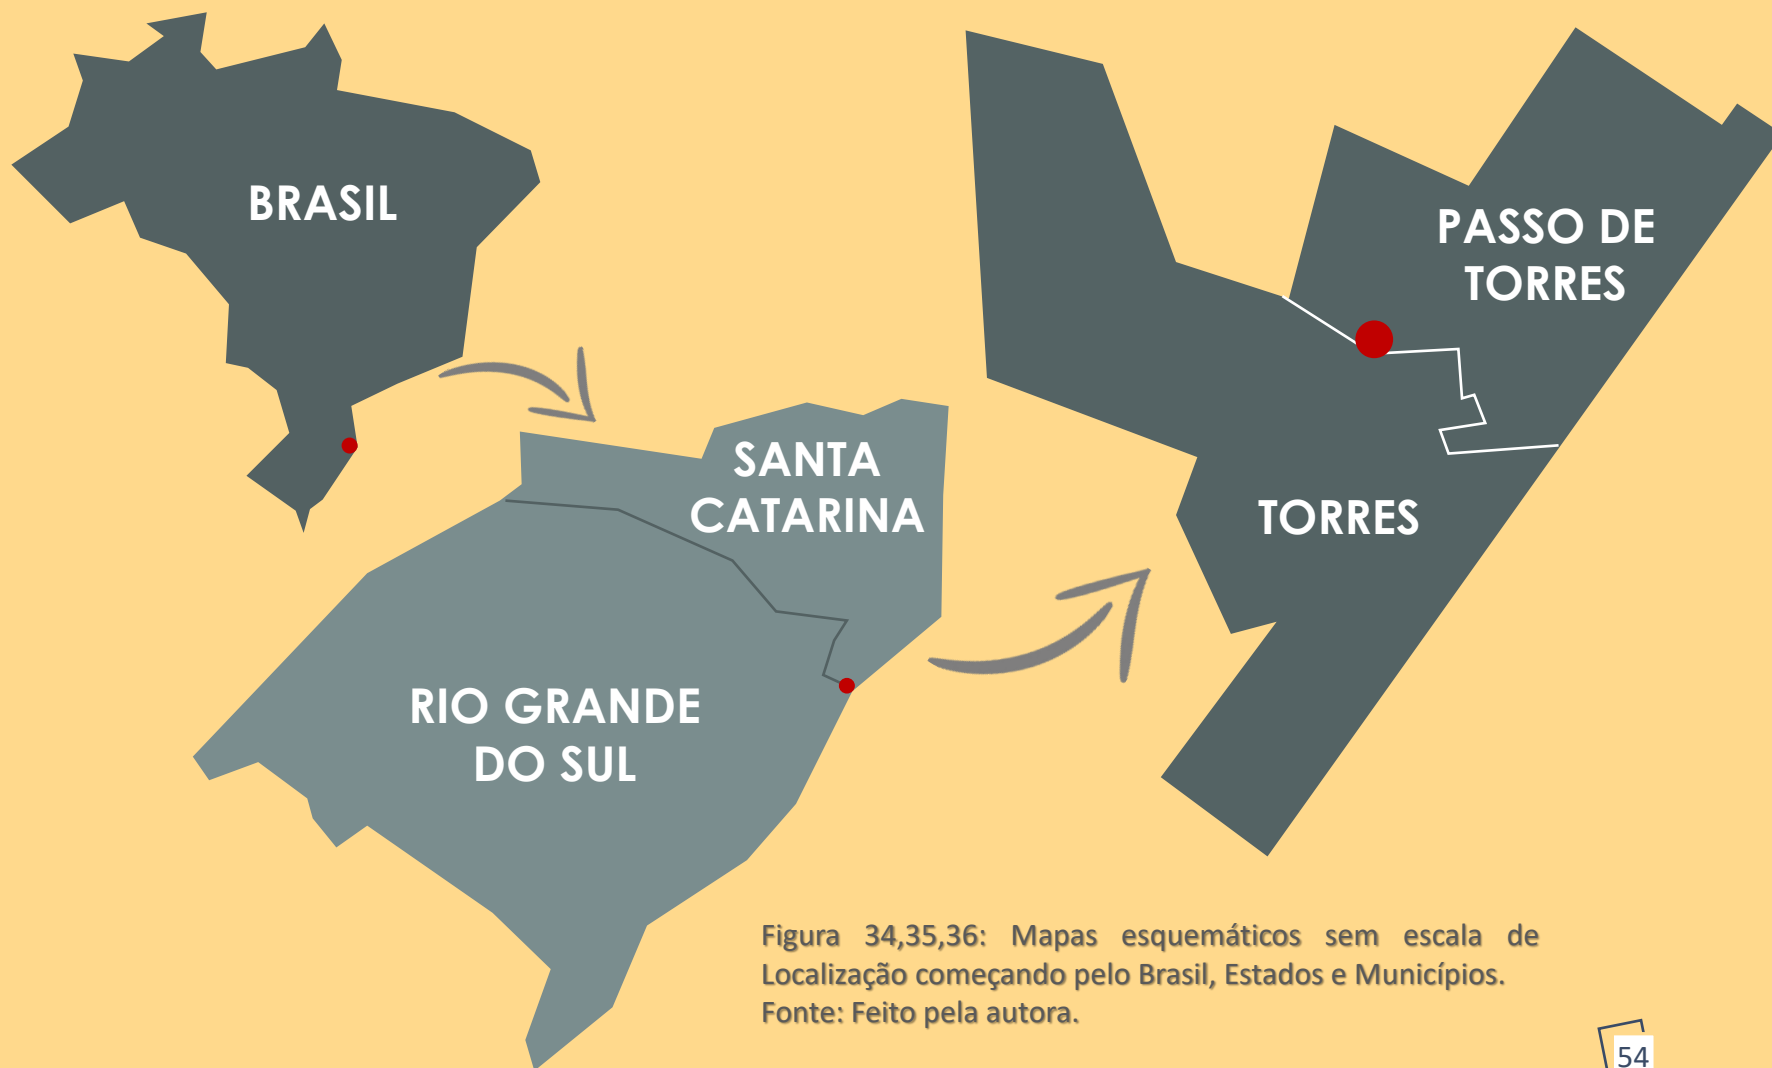 BRASIL
PASSO DE
TORRES
SANTA
CATARINA
TORRES
RIO GRANDE
DO SUL
Figura 34,35,36: Mapas esquemáticos sem escala de
Localização começando pelo Brasil, Estados e Municípios.
Fonte: Feito pela autora.
54